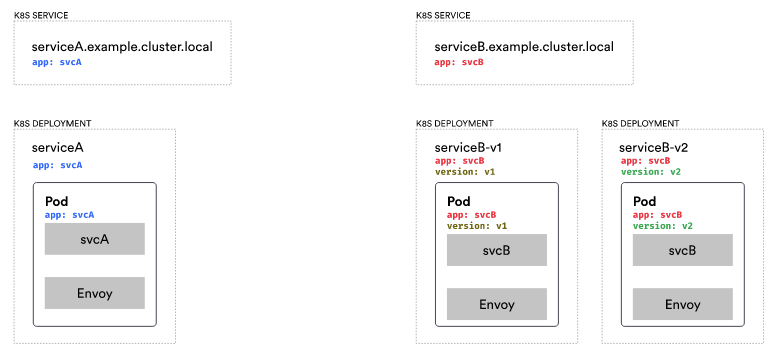 K8S SERVICE
serviceA.example.cluster.local
app: svcA
K8S SERVICE
serviceB.example.cluster.local
app: svcB
K8S DEPLOYMENT
serviceA
app: svcA
Pod
app: svcA
svcA
Envoy
K8S DEPLOYMENT
serviceB-v1
app: svcB
version: v1
Pod
app: svcB
version: v1
svcB
Envoy
K8S DEPLOYMENT
serviceB-v2
app: svcB
version: v2
Pod
app: svcB
version: v2
svcB
Envoy